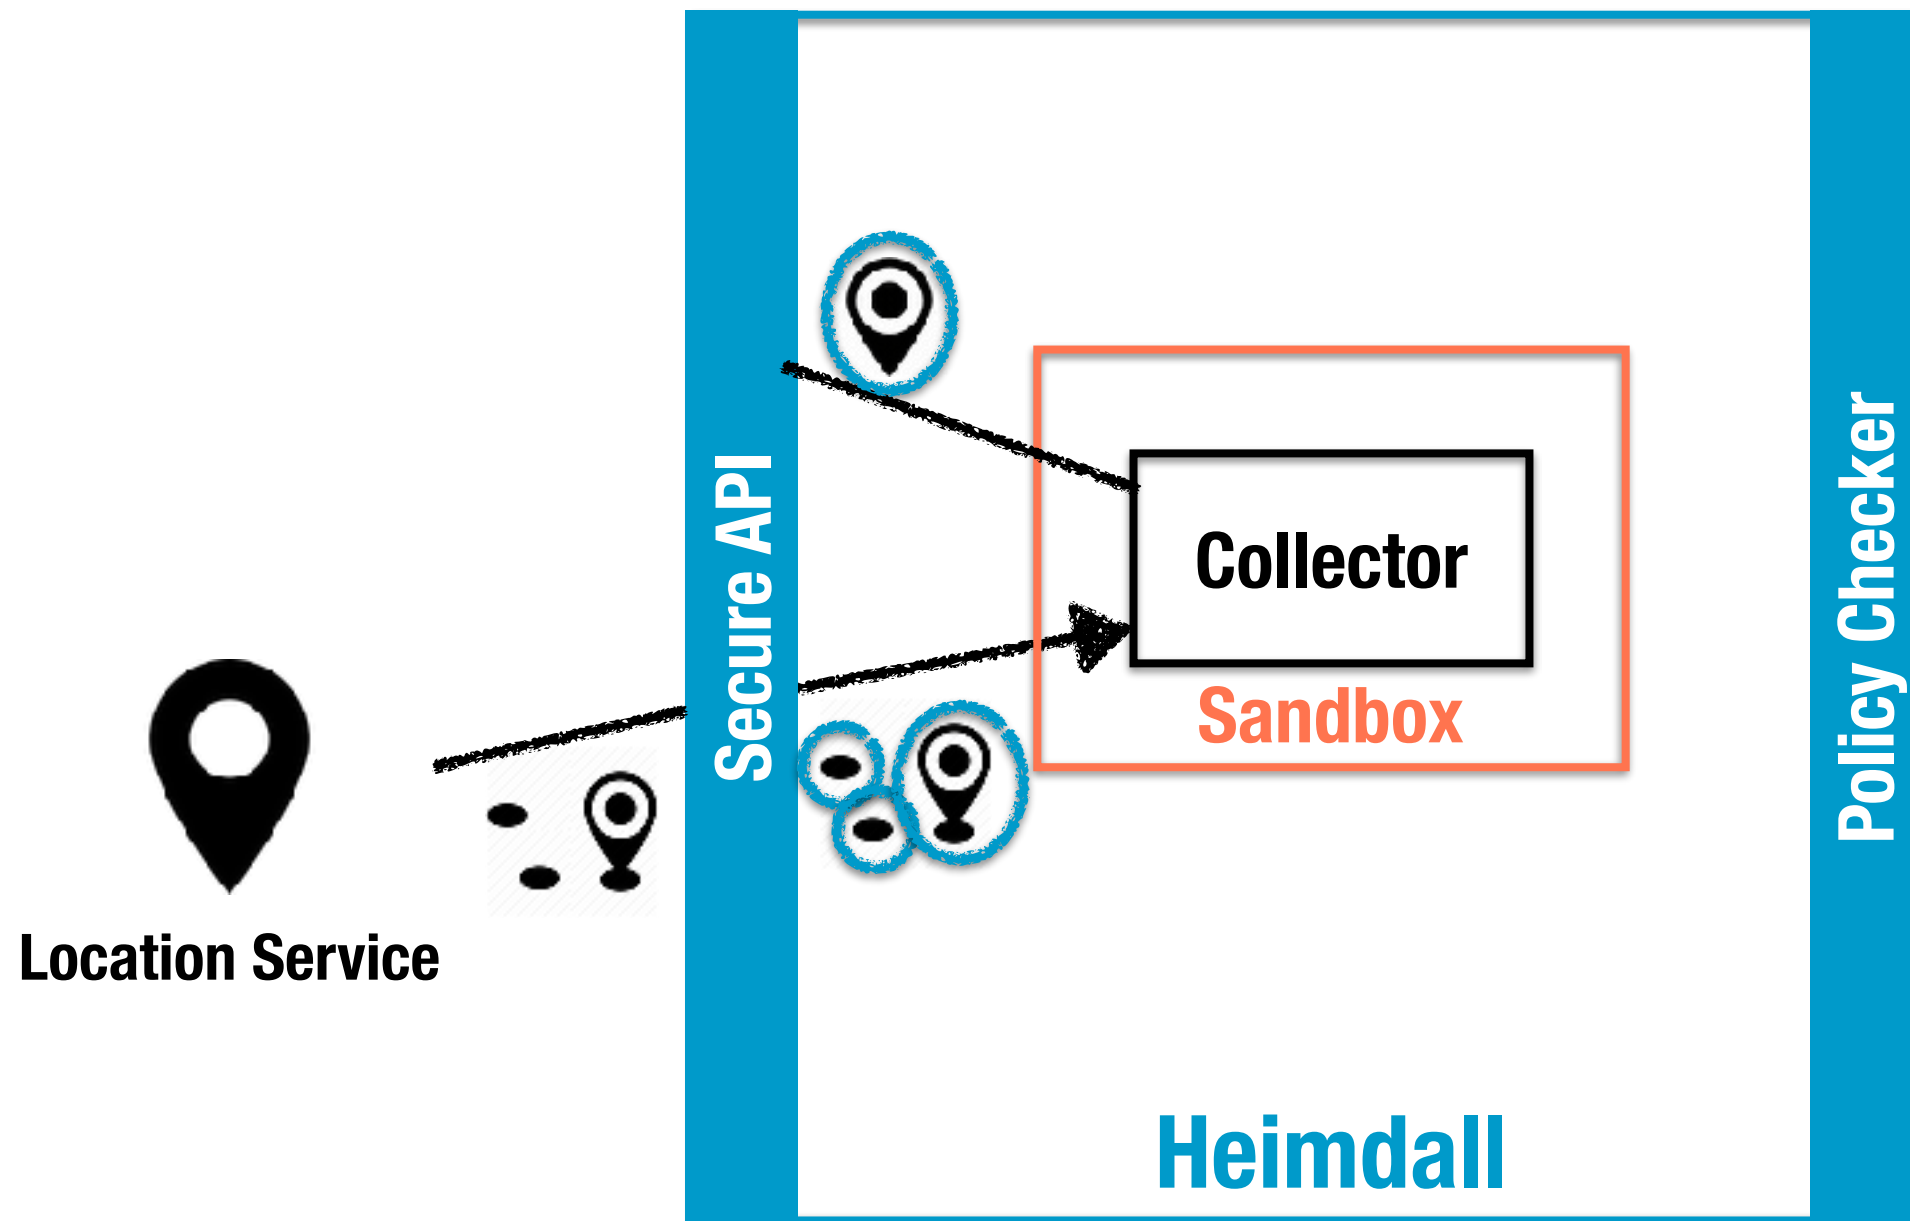 Location Service
Secure API
Collector
Sandbox
Heimdall
Policy Checker